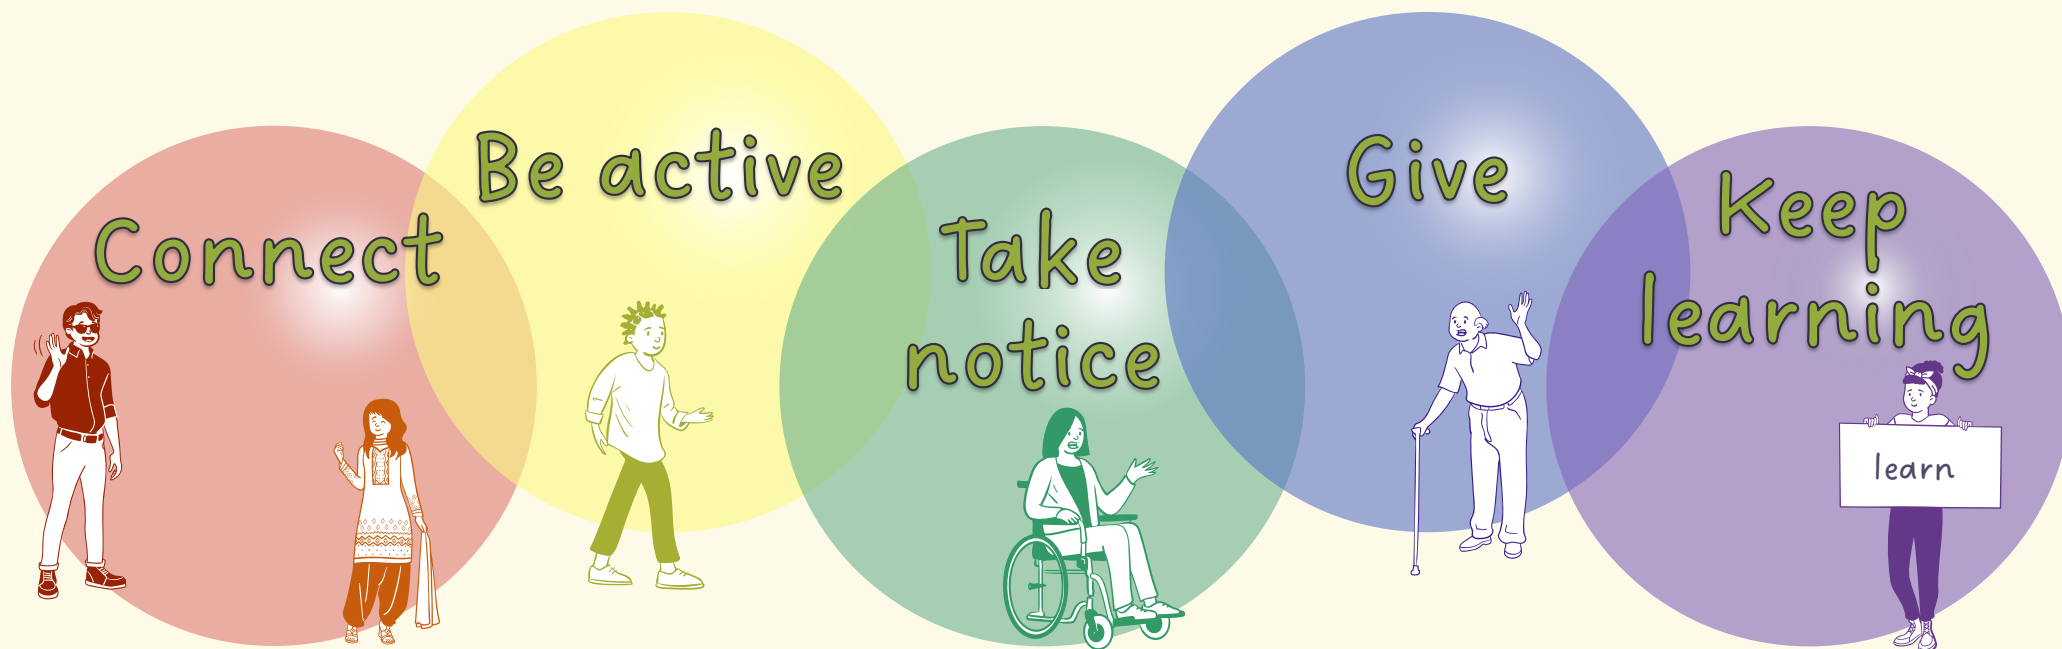 Connect
Be active
Take
notice
Give
Keep
learning
learn